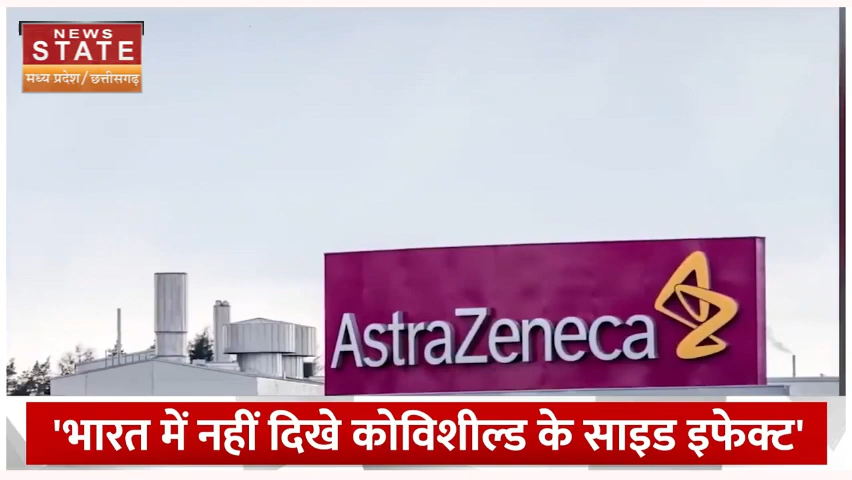 NEWS
STATE
मध्य प्रदेश/छत्तीसगढ़
AstraZeneca
'भारत में नहीं दिखे कोविशील्ड के साइड इफेक्ट'